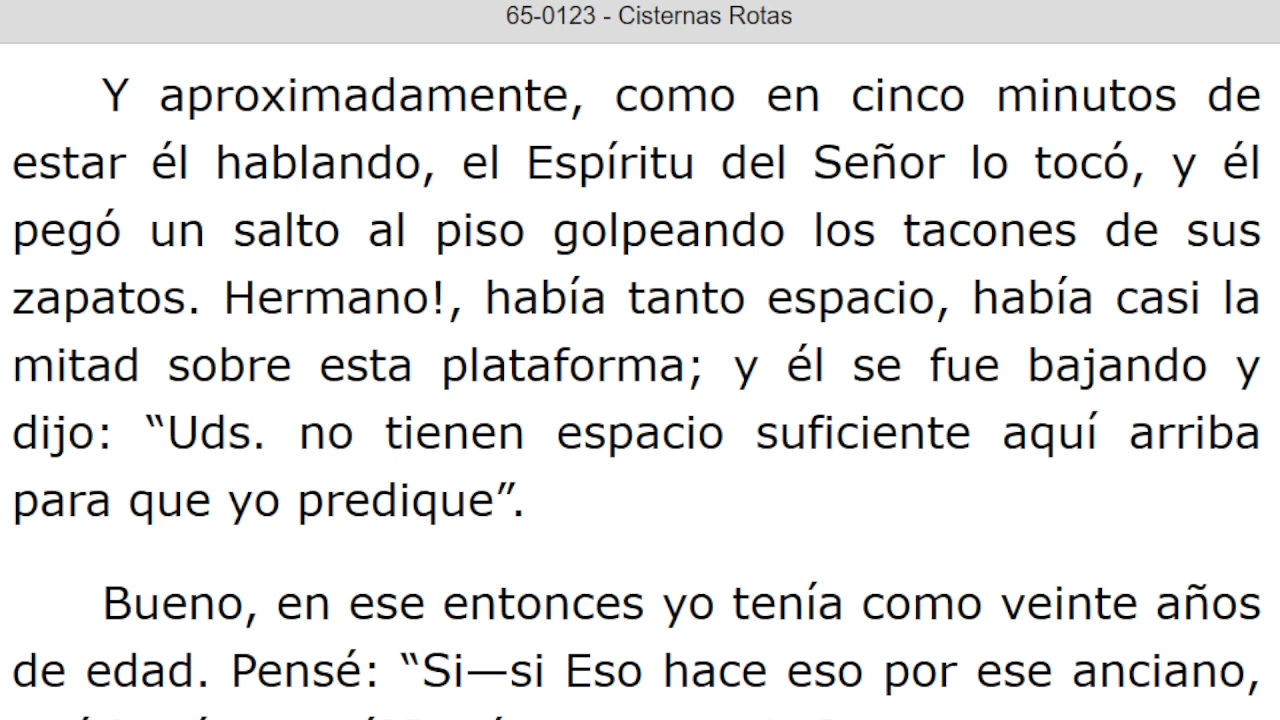 65-0123 - Cisternas Rotas
Y aproximadamente, como en cinco minutos de
estar él hablando, el Espíritu del Señor lo tocó, y él
pegó un salto al piso golpeando los tacones de sus
zapatos. Hermano!, había tanto espacio, había casi la
mitad sobre esta plataforma; y él se fue bajando y
dijo: “Uds. no tienen espacio suficiente aquí arriba
para que yo predique”.
Bueno, en ese entonces yo tenía como veinte años
de edad. Pensé: “Si—si Eso hace eso por ese anciano,